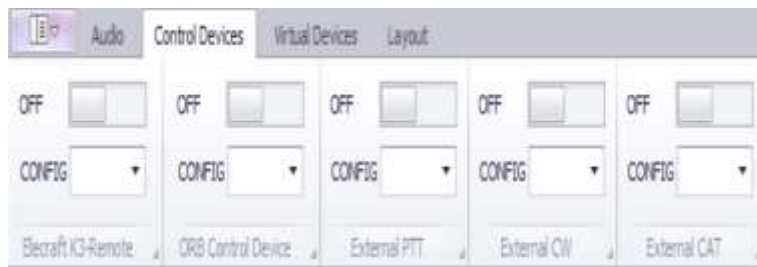 Audio Control Devices Virtual Devices Layout
OFF OFF OFF OFF OFF
CONFIG CONFIG CONFIG CONFIG CONFIG
Elecraft K3-Remote ORB Control Device External PTT External CW External CAT